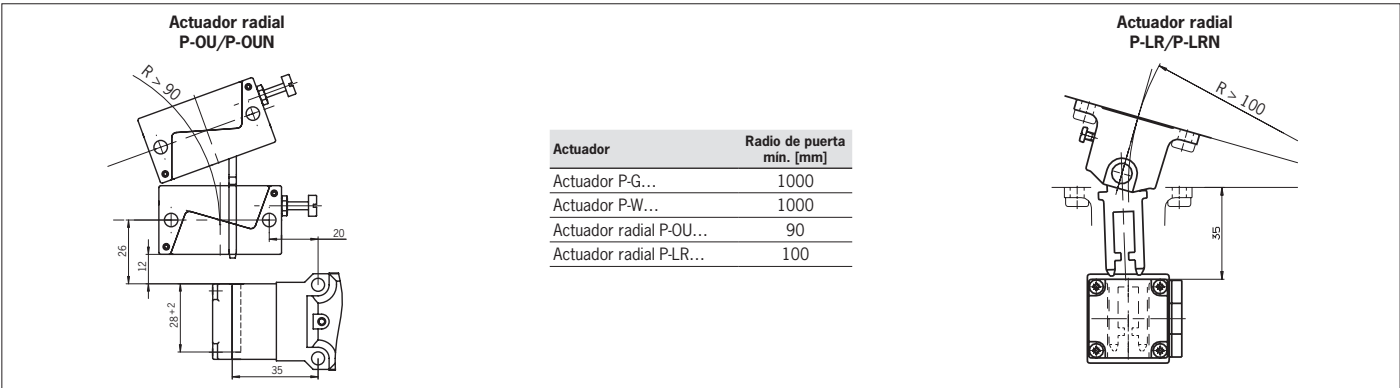 Actuador radial
P-OU/P-OUN
R > 90
20
26
12
28+2
35
Actuador Radio de puerta
mín. [mm]
Actuador P-G... 1000
Actuador P-W... 1000
Actuador radial P-OU... 90
Actuador radial P-LR... 100
Actuador radial
P-LR/P-LRN
R > 100
35